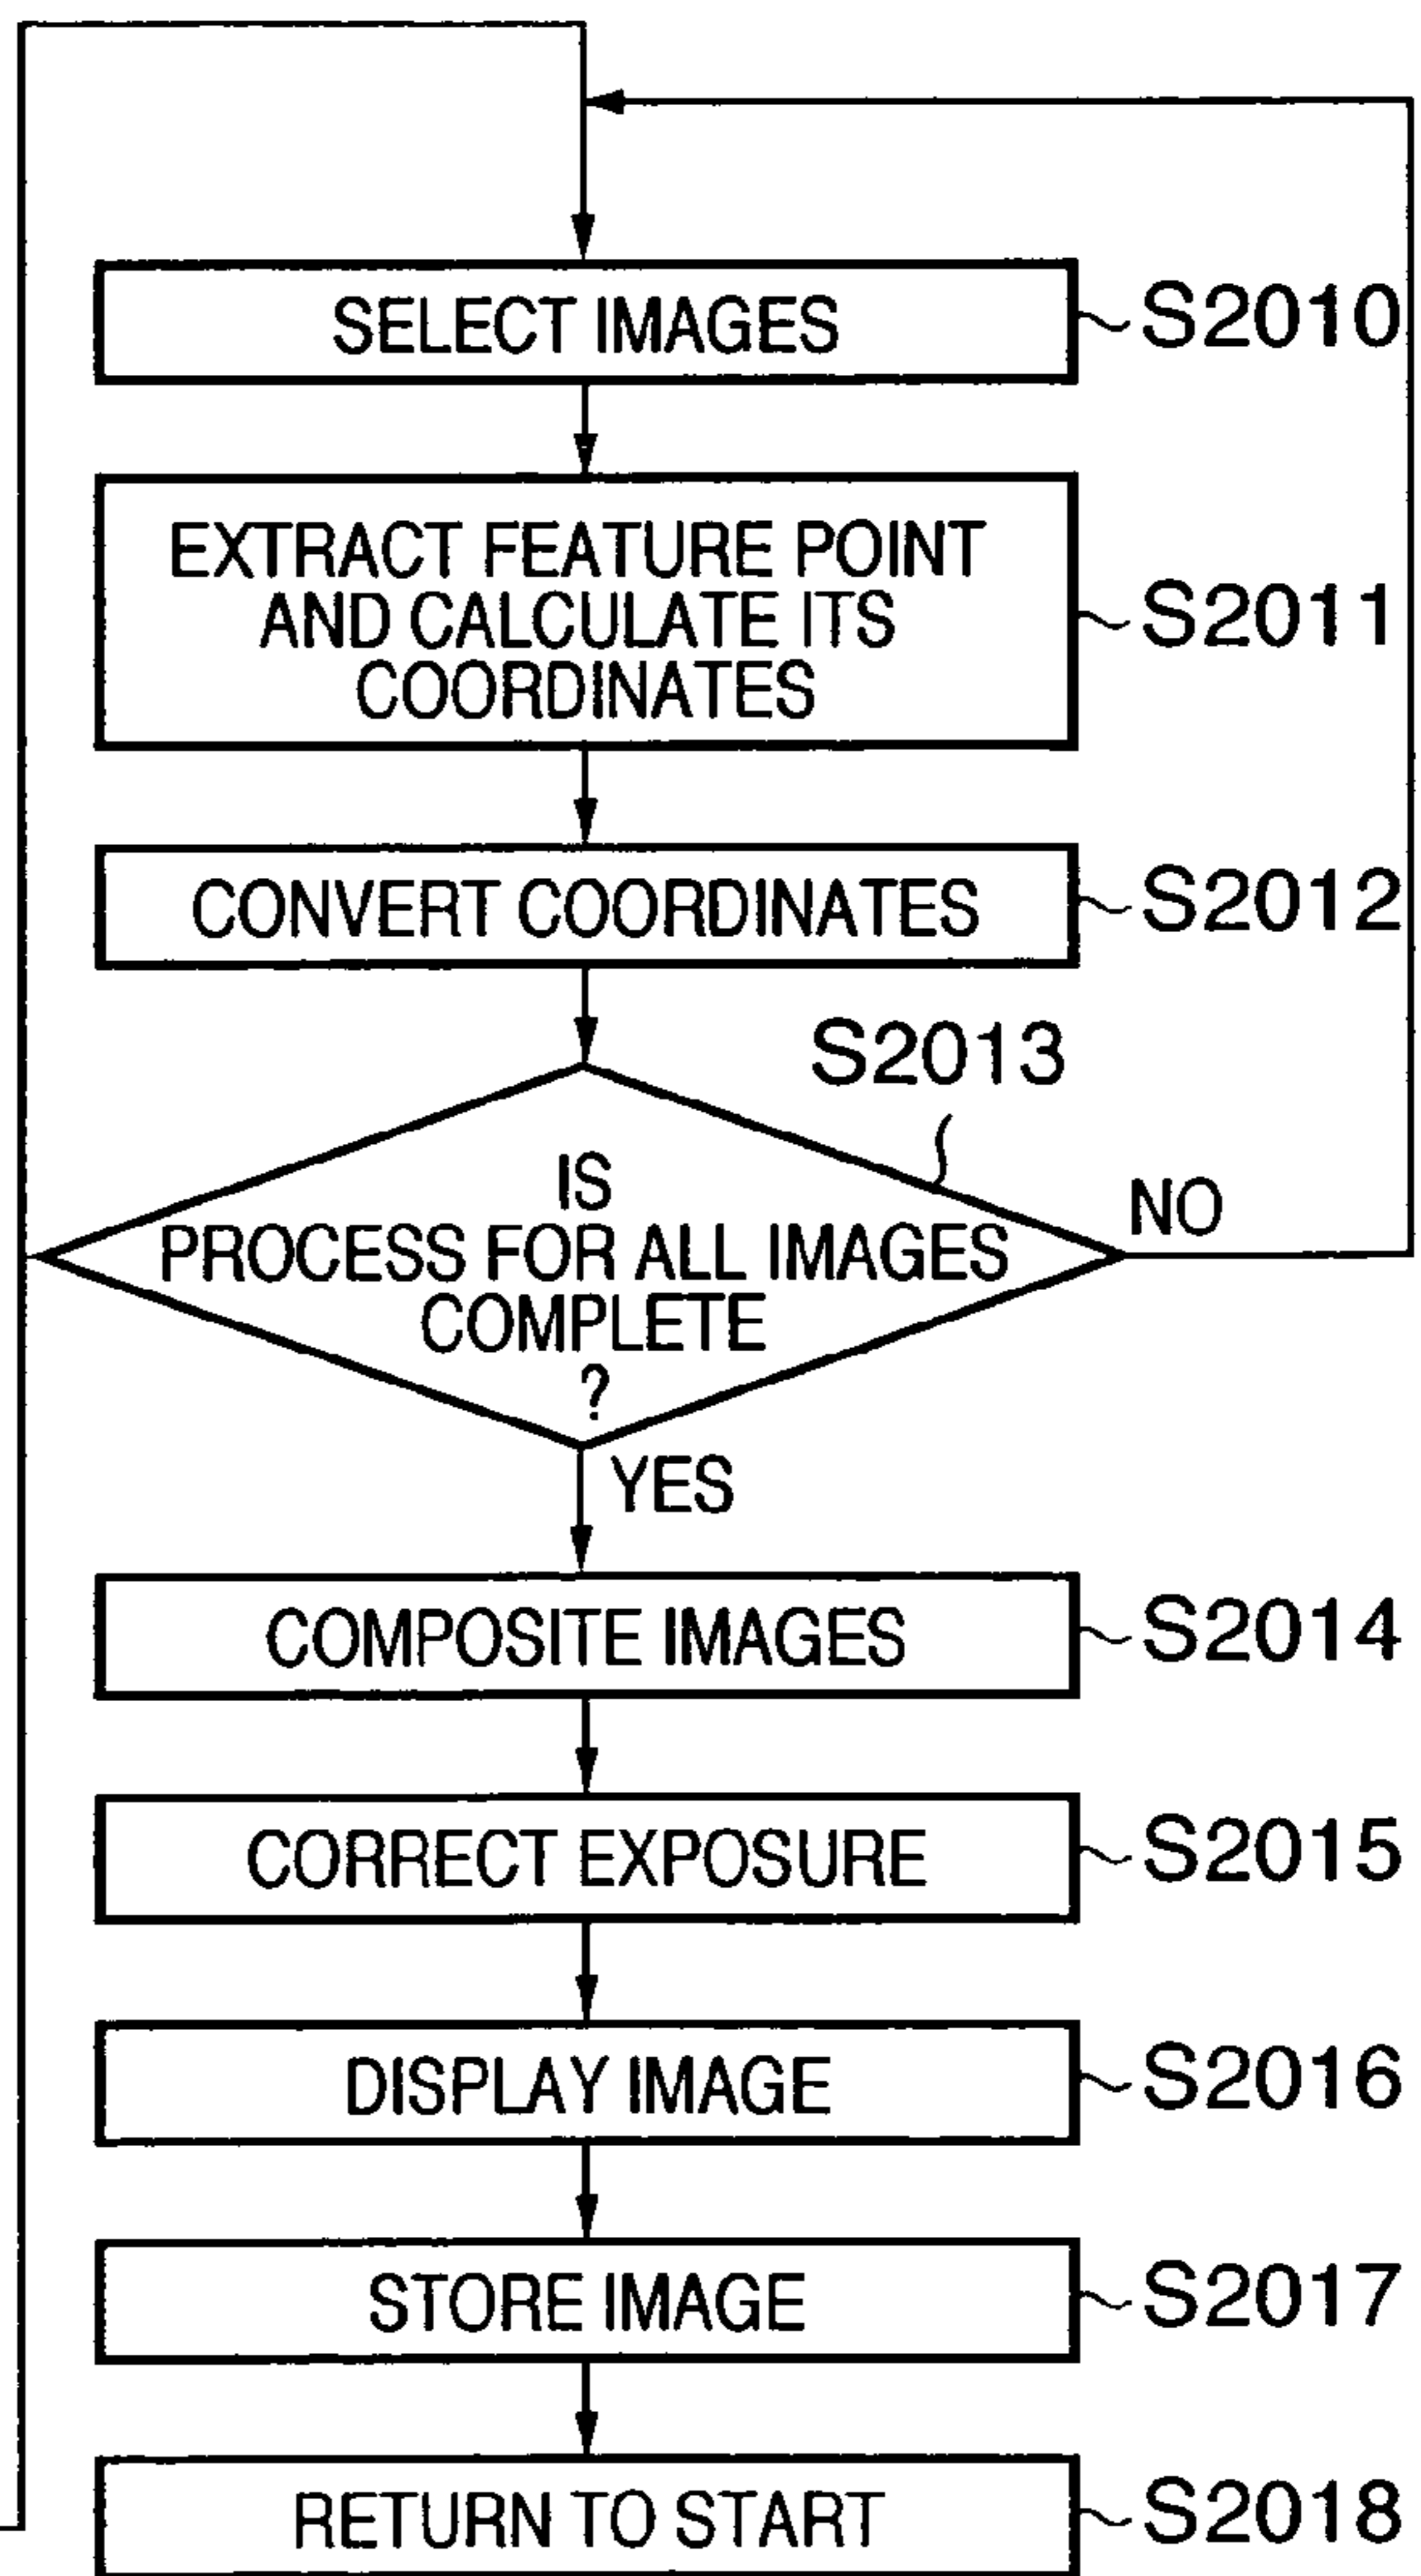 SELECT IMAGES
S2010
EXTRACT FEATURE POINT
AND CALCULATE ITS
COORDINATES
S2011
CONVERT COORDINATES
S2012
S2013
IS
PROCESS FOR ALL IMAGES
COMPLETE
?
NO
YES
COMPOSITE IMAGES
S2014
CORRECT EXPOSURE
S2015
DISPLAY IMAGE
S2016
STORE IMAGE
S2017
RETURN TO START
S2018